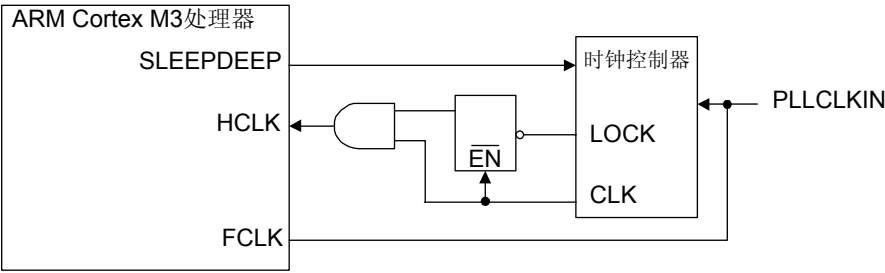 ARM Cortex M3处理器
SLEEPDEEP
时钟控制器
PLLCLKIN
HCLK
LOCK
EN
CLK
FCLK